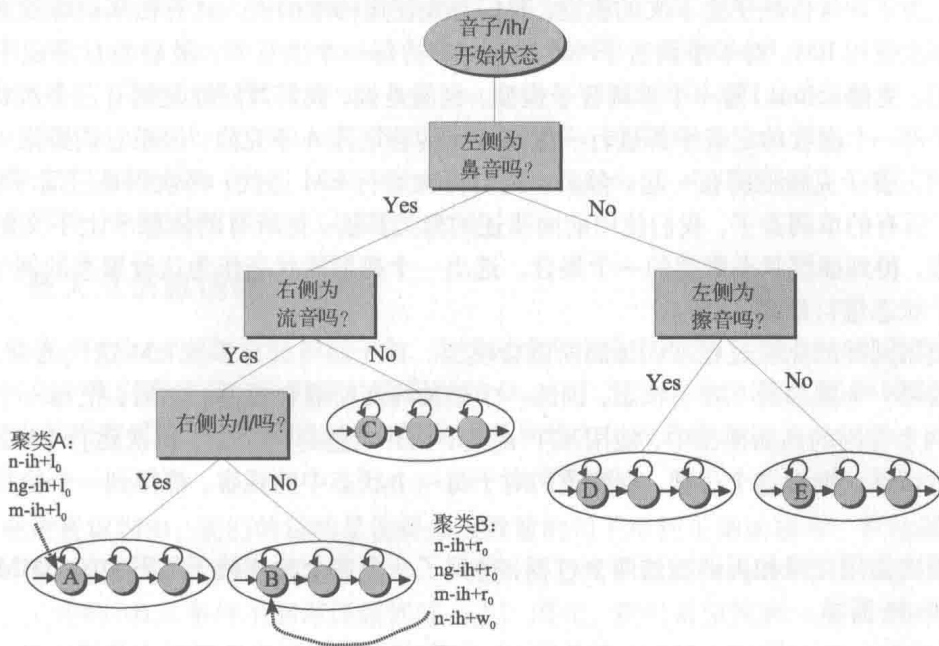 音子/ih/
开始状态
左侧为
鼻音吗?
Yes
No
右侧为
流音吗?
左侧为
擦音吗?
Yes
No
Yes
No
右侧为/l/吗?
C
聚类A:
n-ih+l₀
ng-ih+l₀
m-ih+l₀
Yes
No
D
E
聚类B:
n-ih+r₀
ng-ih+r₀
m-ih+r₀
n-ih+w₀
A
B